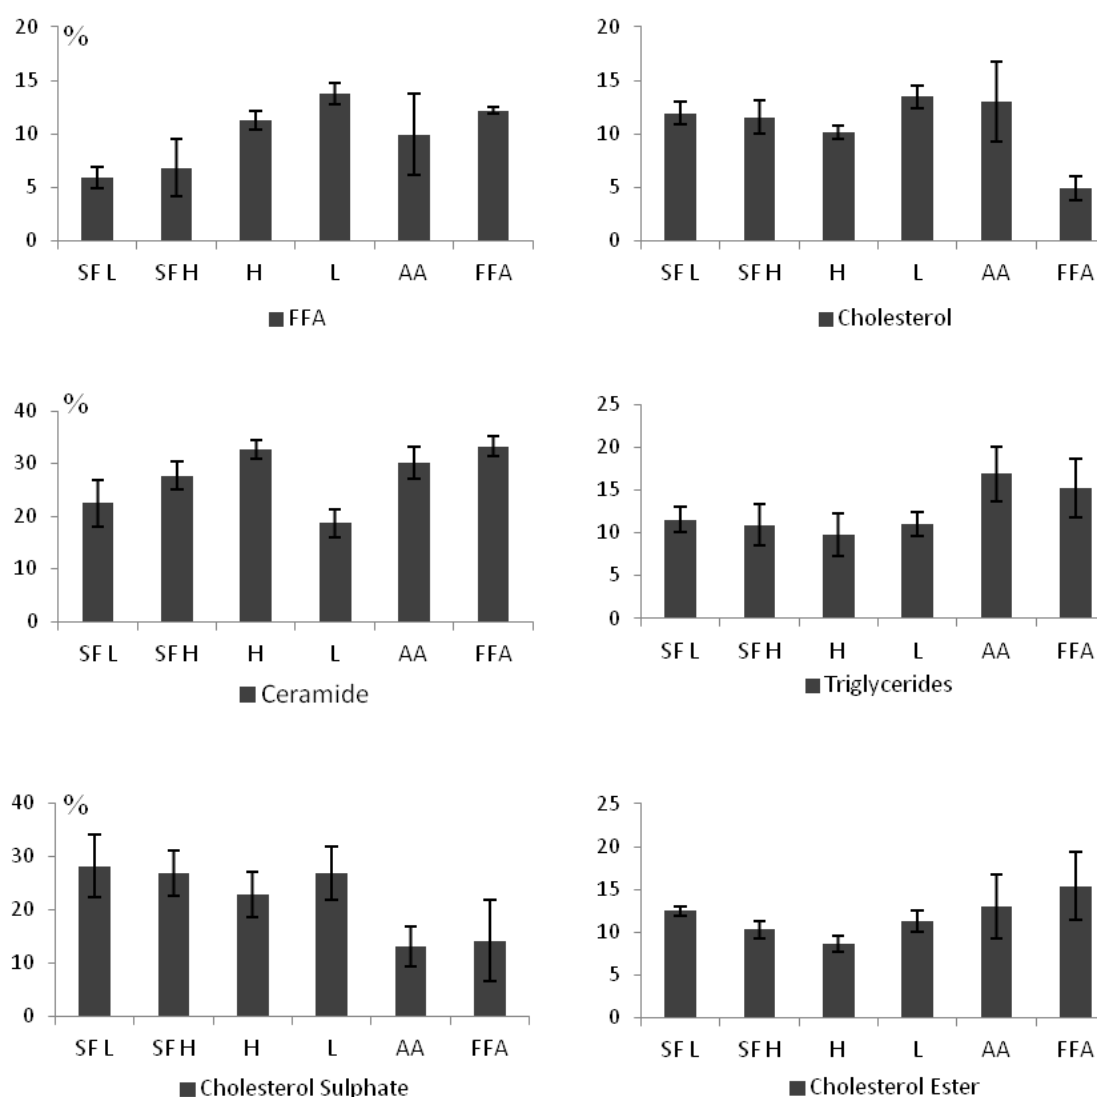 20
%
15
10
5
0
SF L SF H H L AA FFA
FFA
20
15
10
5
0
SF L SF H H L AA FFA
Cholesterol
40
%
30
20
10
0
SF L SF H H L AA FFA
Ceramide
25
20
15
10
5
0
SF L SF H H L AA FFA
Triglycerides
40
%
30
20
10
0
SF L SF H H L AA FFA
Cholesterol Sulphate
25
20
15
10
5
0
SF L SF H H L AA FFA
Cholesterol Ester